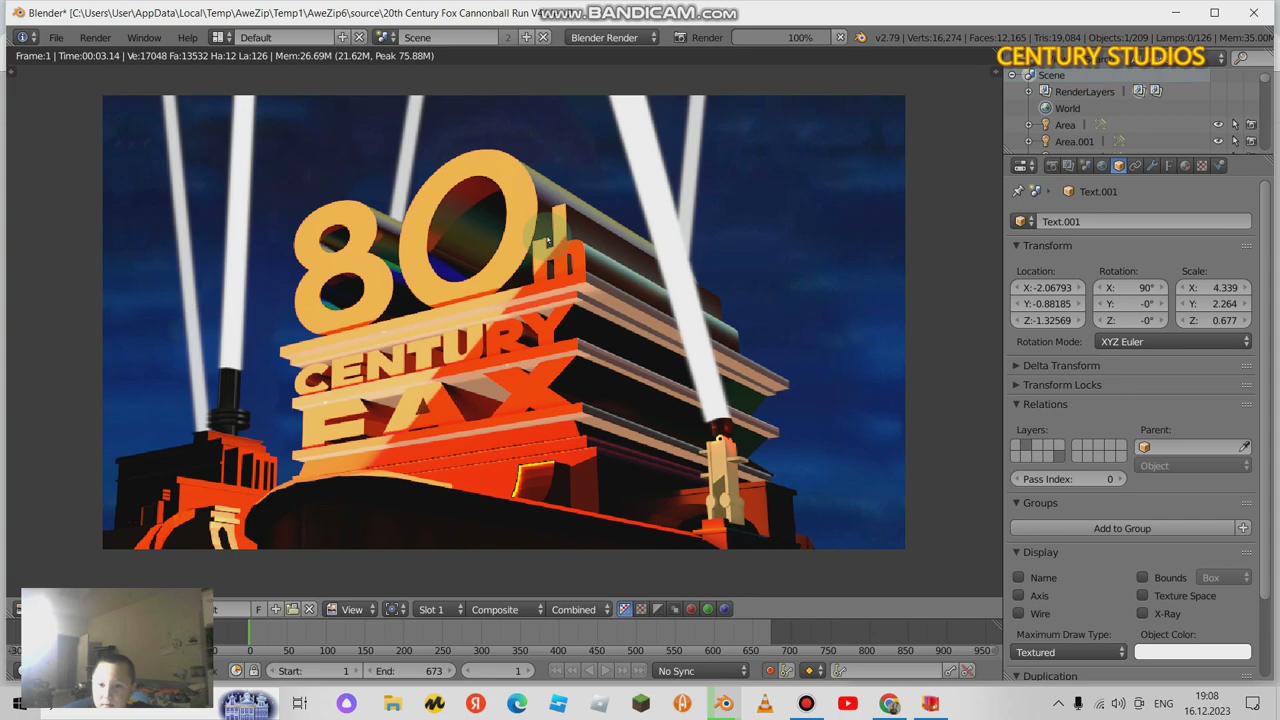 Blender* [C:\Users\User\AppData\Local\Temp\AweZip\Temp1\AweZip6\source\20th Century Fox Cannonball Run V
www.BANDICAM.com
File Render Window Help Default Scene 2 F Blender Render Render 100% v2.79 | Verts:16,274 | Faces:12,165 | Tris:19,084 | Objects:1/209 | Lamps:0/126 | Mem:35.00M
Frame:1 | Time:00:03.14 | Ve:17048 Fa:13532 Ha:12 La:126 | Mem:26.69M (21.62M, Peak 75.88M)
CENTURY STUDIOS
Scene
RenderLayers
World
Area
Area.001
Text.001
Text.001
Transform
Location: Rotation: Scale:
X:-2.06793 X: 90° X: 4.339
Y:-0.88185 Y: -0° Y: 2.264
Z:-1.32569 Z: -0° Z: 0.677
Rotation Mode: XYZ Euler
Delta Transform
Transform Locks
Relations
Layers: Parent:
Object
Pass Index: 0
Groups
Add to Group
Display
Name Bounds Box
Axis Texture Space
Wire X-Ray
Maximum Draw Type: Object Color:
Textured
Duplication
80th
CENTURY
FAX
F View Slot 1 Composite Combined
0 50 100 150 200 250 300 350 400 450 500 550 600 650 700 750 800 850 900 950
Start: 1 End: 673 1 No Sync
ENG
19:08
16.12.2023